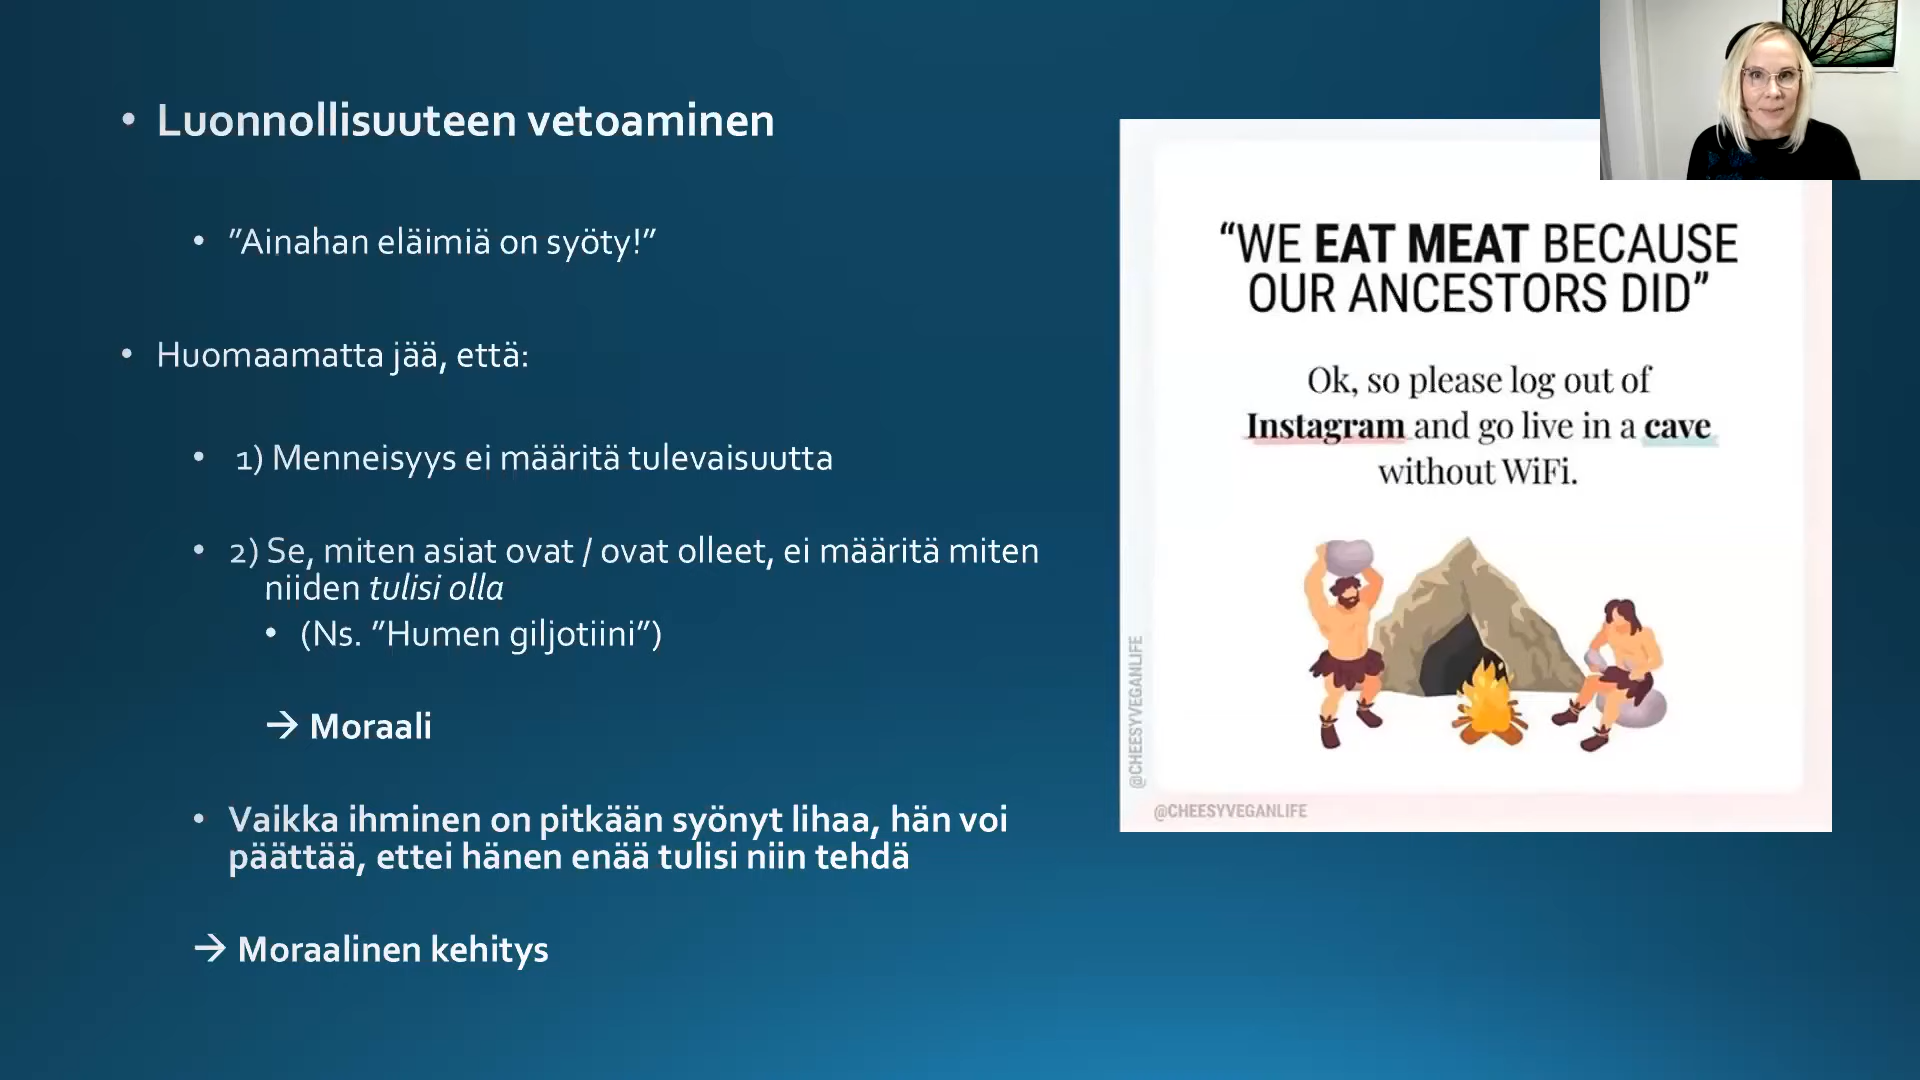 • Luonnollisuuteen vetoaminen
• ”Ainahan eläimiä on syöty!”
• Huomaamatta jää, että:
• 1) Menneisyys ei määritä tulevaisuutta
• 2) Se, miten asiat ovat / ovat olleet, ei määritä miten
niiden tulisi olla
• (Ns. ”Humen giljotiini”)
→ Moraali
• Vaikka ihminen on pitkään syönyt lihaa, hän voi
päättää, ettei hänen enää tulisi niin tehdä
→ Moraalinen kehitys
“WE EAT MEAT BECAUSE
OUR ANCESTORS DID”
Ok, so please log out of
Instagram and go live in a cave
without WiFi.
@CHEESYVEGANLIFE
@CHEESYVEGANLIFE